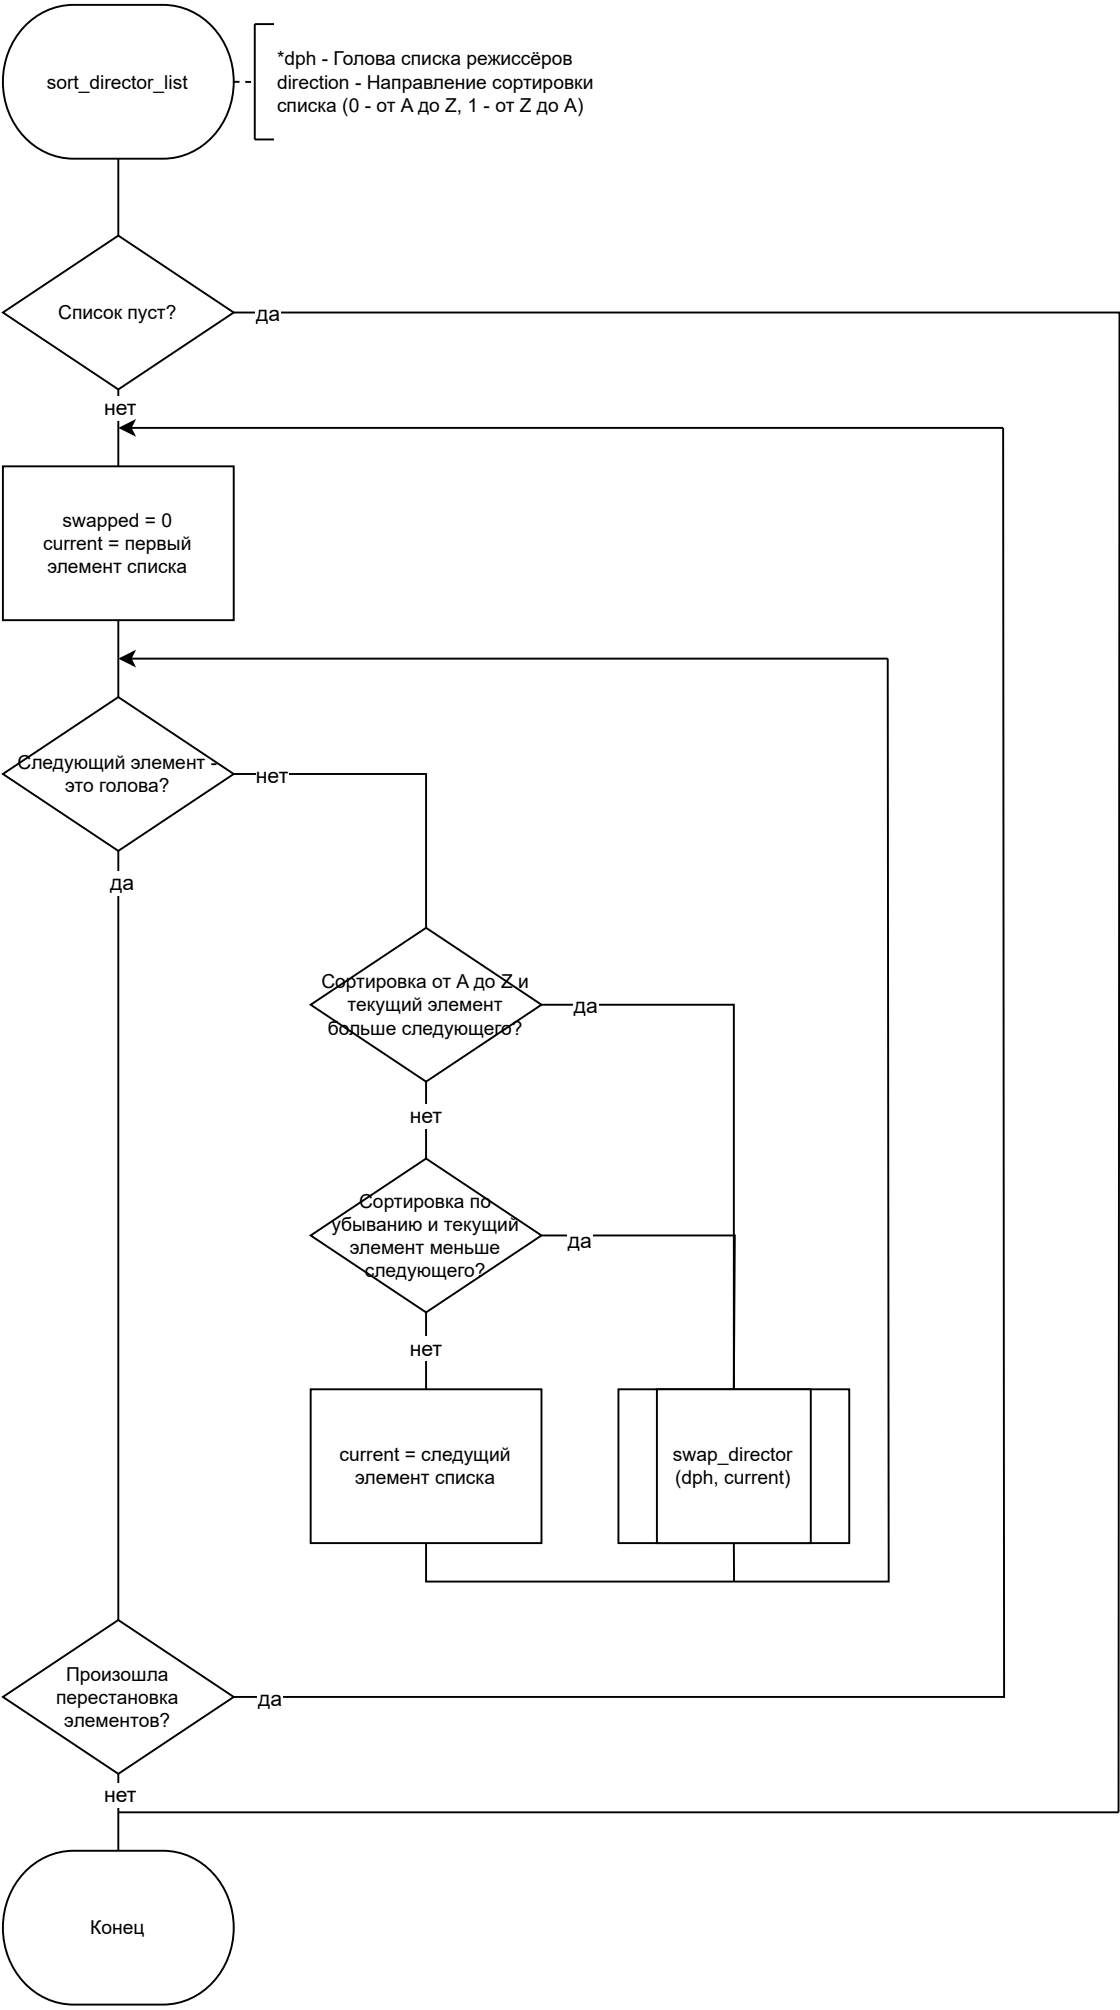 sort_director_list
*dph - Голова списка режиссёров
direction - Направление сортировки
списка (0 - от A до Z, 1 - от Z до A)
Список пуст?
да
нет
swapped = 0
current = первый
элемент списка
Следующий элемент -
это голова?
нет
да
Сортировка от A до Z и
текущий элемент
больше следующего?
да
нет
Сортировка по
убыванию и текущий
элемент меньше
следующего?
да
нет
current = следущий
элемент списка
swap_director
(dph, current)
Произошла
перестановка
элементов?
да
нет
Конец